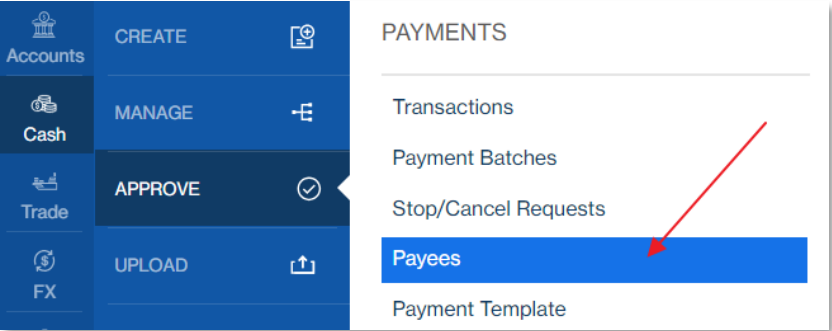 Accounts
Cash
Trade
FX
CREATE
MANAGE
APPROVE
UPLOAD
PAYMENTS
Transactions
Payment Batches
Stop/Cancel Requests
Payees
Payment Template